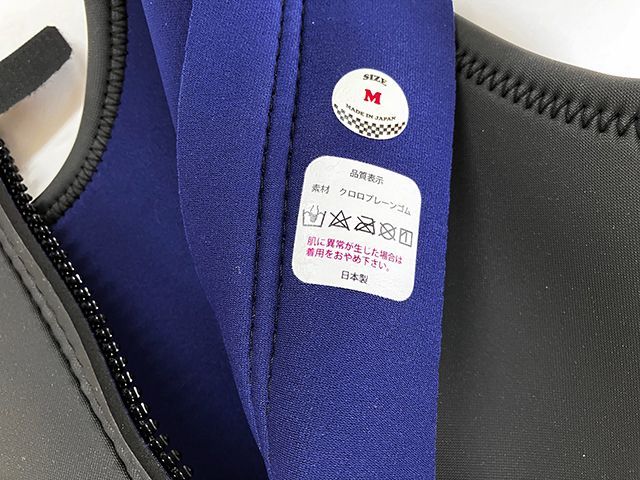 SIZE
M
MADE IN JAPAN
品質表示
素材 クロロプレーンゴム
肌に異常が生じた場合は
着用をおやめ下さい。
日本製